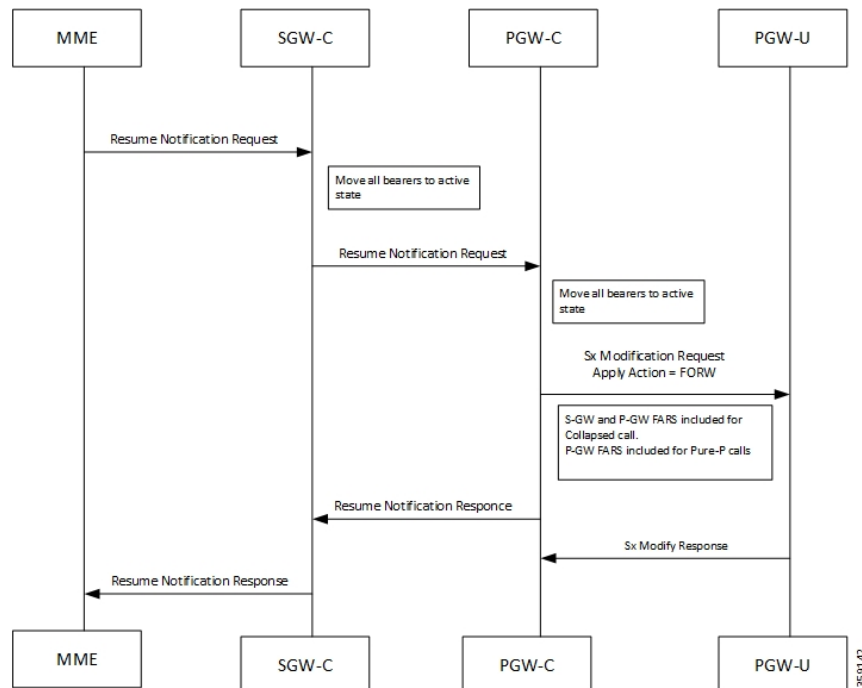 MME
SGW-C
PGW-C
PGW-U
Resume Notification Request
Move all bearers to active
state
Resume Notification Request
Move all bearers to active
state
Sx Modification Request
Apply Action = FORW
S-GW and P-GW FARS included for
Collapsed call.
P-GW FARS included for Pure-P calls
Resume Notification Responce
Sx Modify Response
Resume Notification Response
MME
SGW-C
PGW-C
PGW-U
359142